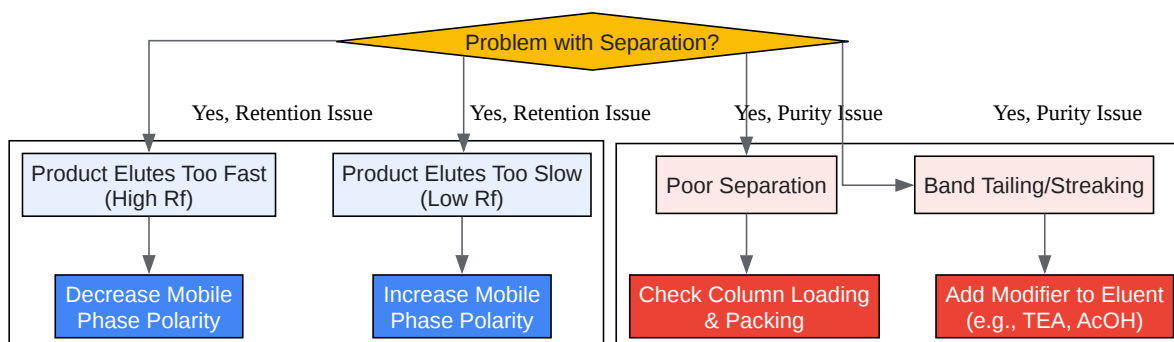 Problem with Separation?
Yes, Retention Issue
Yes, Retention Issue
Yes, Purity Issue
Yes, Purity Issue
Product Elutes Too Fast
(High Rf)
Product Elutes Too Slow
(Low Rf)
Poor Separation
Band Tailing/Streaking
Decrease Mobile
Phase Polarity
Increase Mobile
Phase Polarity
Check Column Loading
& Packing
Add Modifier to Eluent
(e.g., TEA, AcOH)